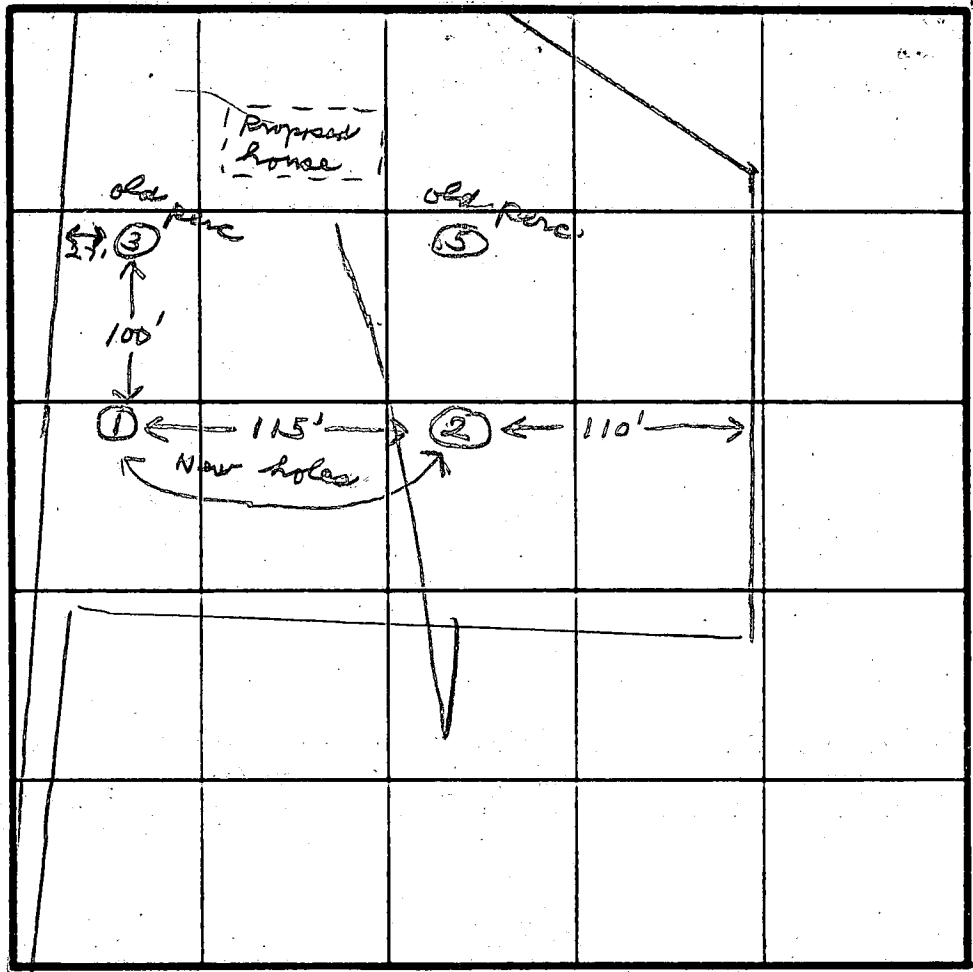 Proposed
house
old
Perc
old
Perc.
3
5
100'
1
115'
2
110'
New holes